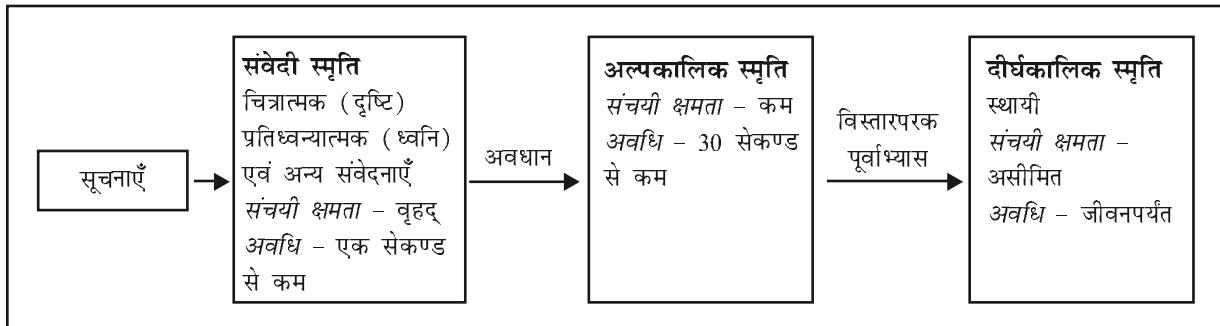 सूचनाएँ
संवेदी स्मृति
चित्रात्मक (दृष्टि)
प्रतिध्वन्यात्मक (ध्वनि)
एवं अन्य संवेदनाएँ
संचयी क्षमता – वृहद्
अवधि – एक सेकण्ड
से कम
अवधान
अल्पकालिक स्मृति
संचयी क्षमता – कम
अवधि – 30 सेकण्ड
से कम
विस्तारपरक
पूर्वाभ्यास
दीर्घकालिक स्मृति
स्थायी
संचयी क्षमता –
असीमित
अवधि – जीवनपर्यंत